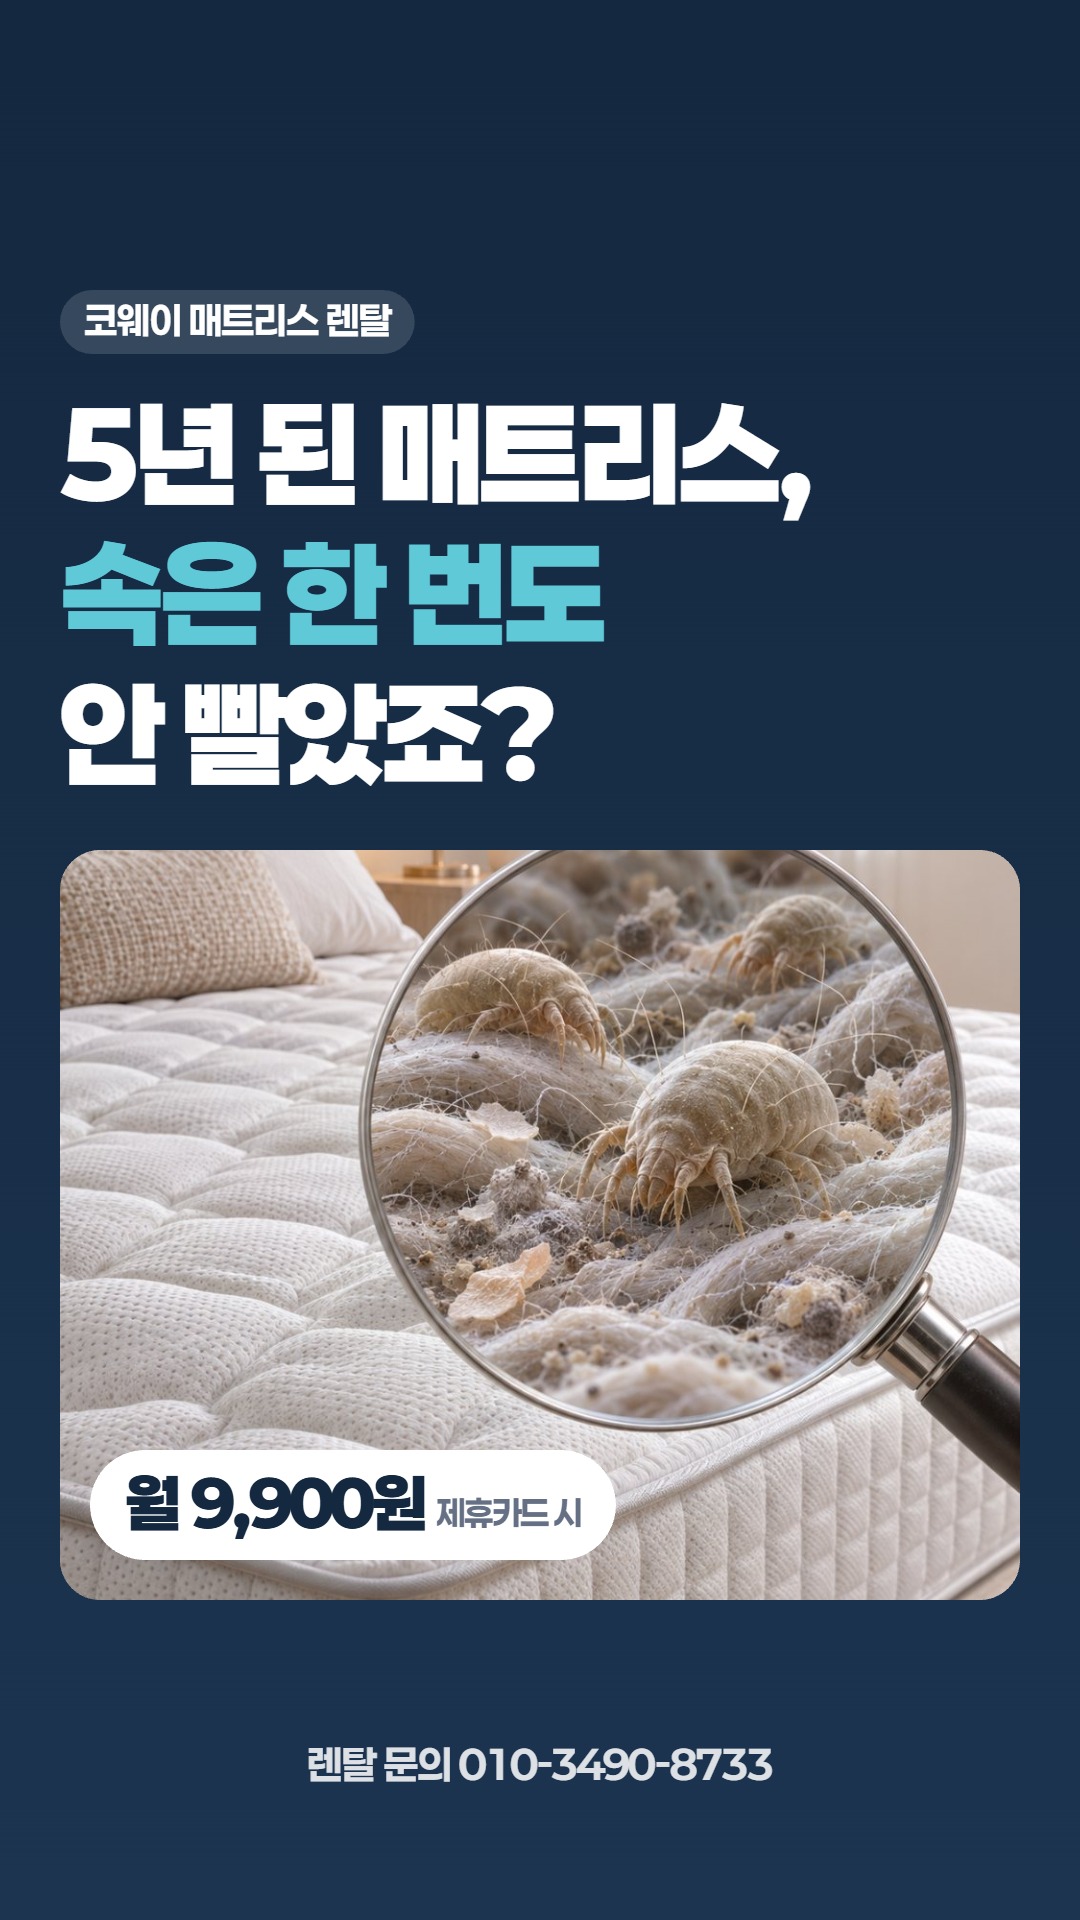 코웨이 매트리스 렌탈
5년 된 매트리스,
속은 한 번도
안 빨았죠?
월 9,900원 제휴카드 시
렌탈 문의 010-3490-8733